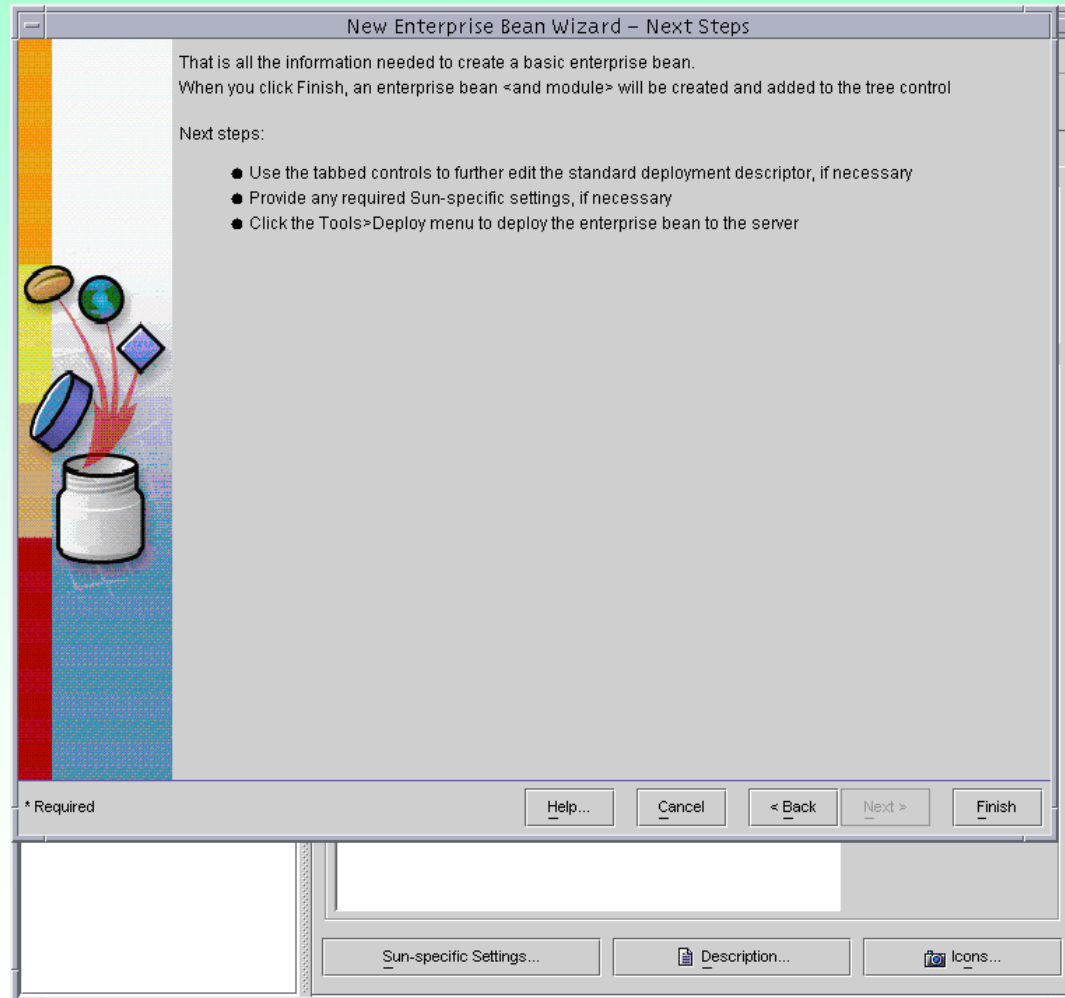 New Enterprise Bean Wizard – Next Steps
That is all the information needed to create a basic enterprise bean.
When you click Finish, an enterprise bean <and module> will be created and added to the tree control
Next steps:
● Use the tabbed controls to further edit the standard deployment descriptor, if necessary
● Provide any required Sun-specific settings, if necessary
● Click the Tools>Deploy menu to deploy the enterprise bean to the server
* Required
Help...
Cancel
< Back
Next >
Finish
Sun-specific Settings...
Description...
Icons...